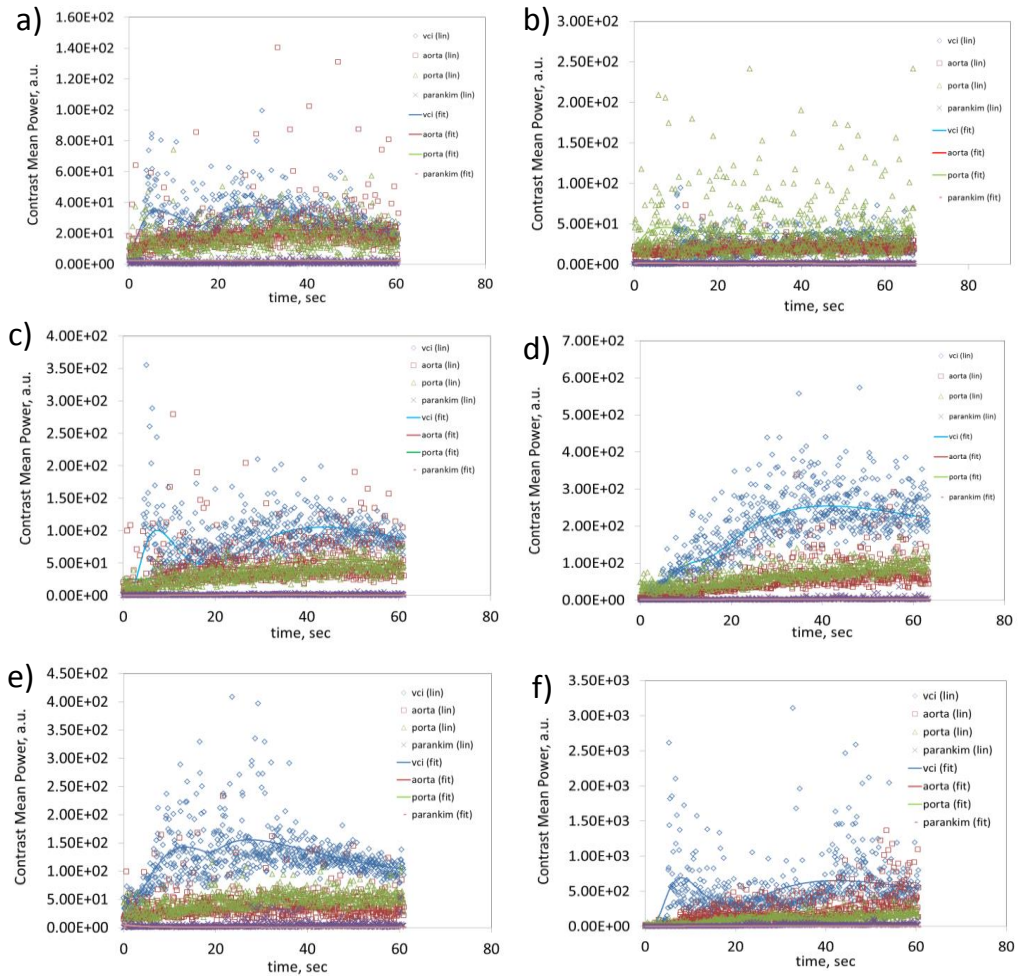 a)
Contrast Mean Power, a.u.
1.60E+02
1.40E+02
1.20E+02
1.00E+02
8.00E+01
6.00E+01
4.00E+01
2.00E+01
0.00E+00
0 20 40 60 80
time, sec
vci (lin)
aorta (lin)
porta (lin)
parankim (lin)
vci (fit)
aorta (fit)
porta (fit)
parankim (fit)
b)
Contrast Mean Power, a.u.
3.00E+02
2.50E+02
2.00E+02
1.50E+02
1.00E+02
5.00E+01
0.00E+00
0 20 40 60 80
time, sec
vci (lin)
aorta (lin)
porta (lin)
parankim (lin)
vci (fit)
aorta (fit)
porta (fit)
parankim (fit)
c)
Contrast Mean Power, a.u.
4.00E+02
3.50E+02
3.00E+02
2.50E+02
2.00E+02
1.50E+02
1.00E+02
5.00E+01
0.00E+00
0 20 40 60 80
time, sec
vci (lin)
aorta (lin)
porta (lin)
parankim (lin)
vci (fit)
aorta (fit)
porta (fit)
parankim (fit)
d)
Contrast Mean Power, a.u.
7.00E+02
6.00E+02
5.00E+02
4.00E+02
3.00E+02
2.00E+02
1.00E+02
0.00E+00
0 20 40 60 80
time, sec
vci (lin)
aorta (lin)
porta (lin)
parankim (lin)
vci (fit)
aorta (fit)
porta (fit)
parankim (fit)
e)
Contrast Mean Power, a.u.
4.50E+02
4.00E+02
3.50E+02
3.00E+02
2.50E+02
2.00E+02
1.50E+02
1.00E+02
5.00E+01
0.00E+00
0 20 40 60 80
time, sec
vci (lin)
aorta (lin)
porta (lin)
parankim (lin)
vci (fit)
aorta (fit)
porta (fit)
parankim (fit)
f)
Contrast Mean Power, a.u.
3.50E+03
3.00E+03
2.50E+03
2.00E+03
1.50E+03
1.00E+03
5.00E+02
0.00E+00
0 20 40 60 80
time, sec
vci (lin)
aorta (lin)
porta (lin)
parankim (lin)
vci (fit)
aorta (fit)
porta (fit)
parankim (fit)